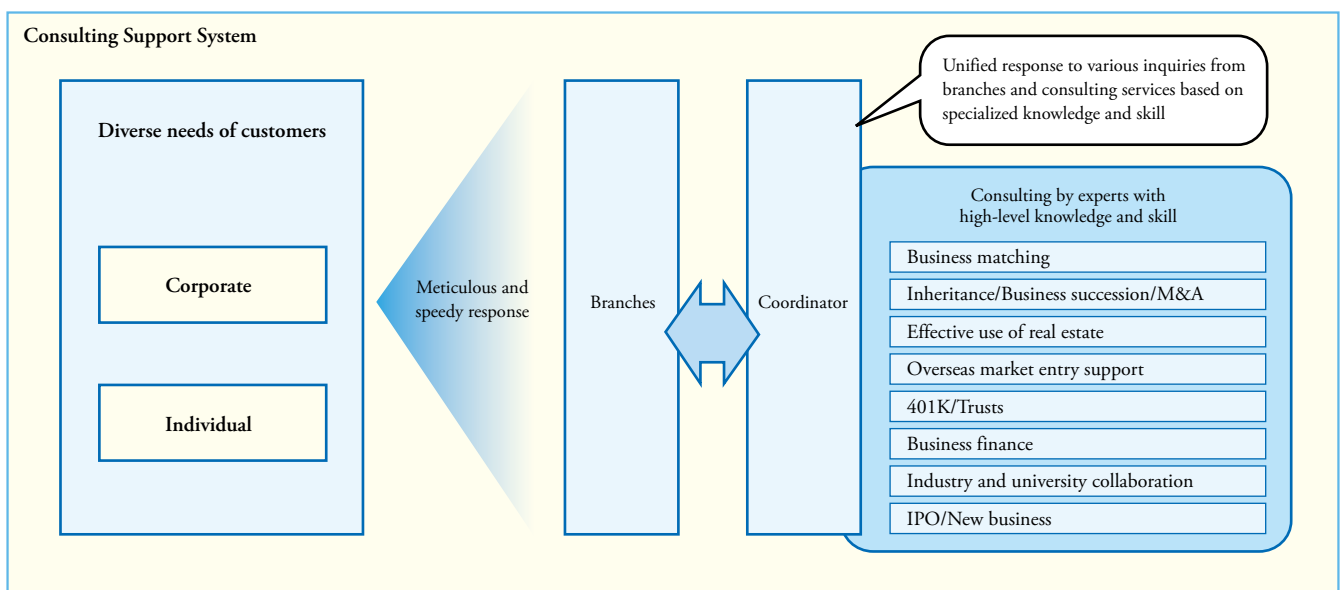 Consulting Support System
Diverse needs of customers
Corporate
Individual
Meticulous and
speedy response
Branches
Coordinator
Unified response to various inquiries from
branches and consulting services based on
specialized knowledge and skill
Consulting by experts with
high-level knowledge and skill
Business matching
Inheritance/Business succession/M&A
Effective use of real estate
Overseas market entry support
401K/Trusts
Business finance
Industry and university collaboration
IPO/New business